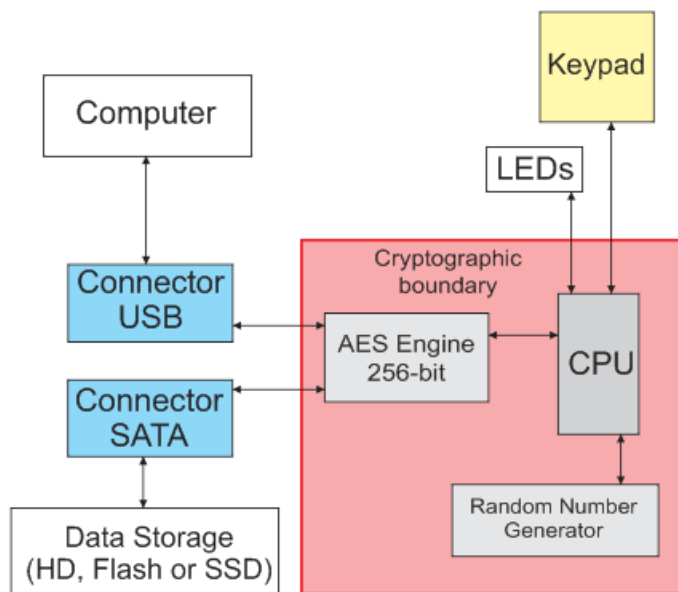 Keypad
Computer
LEDs
Cryptographic
boundary
Connector
USB
AES Engine
256-bit
CPU
Connector
SATA
Random Number
Generator
Data Storage
(HD, Flash or SSD)